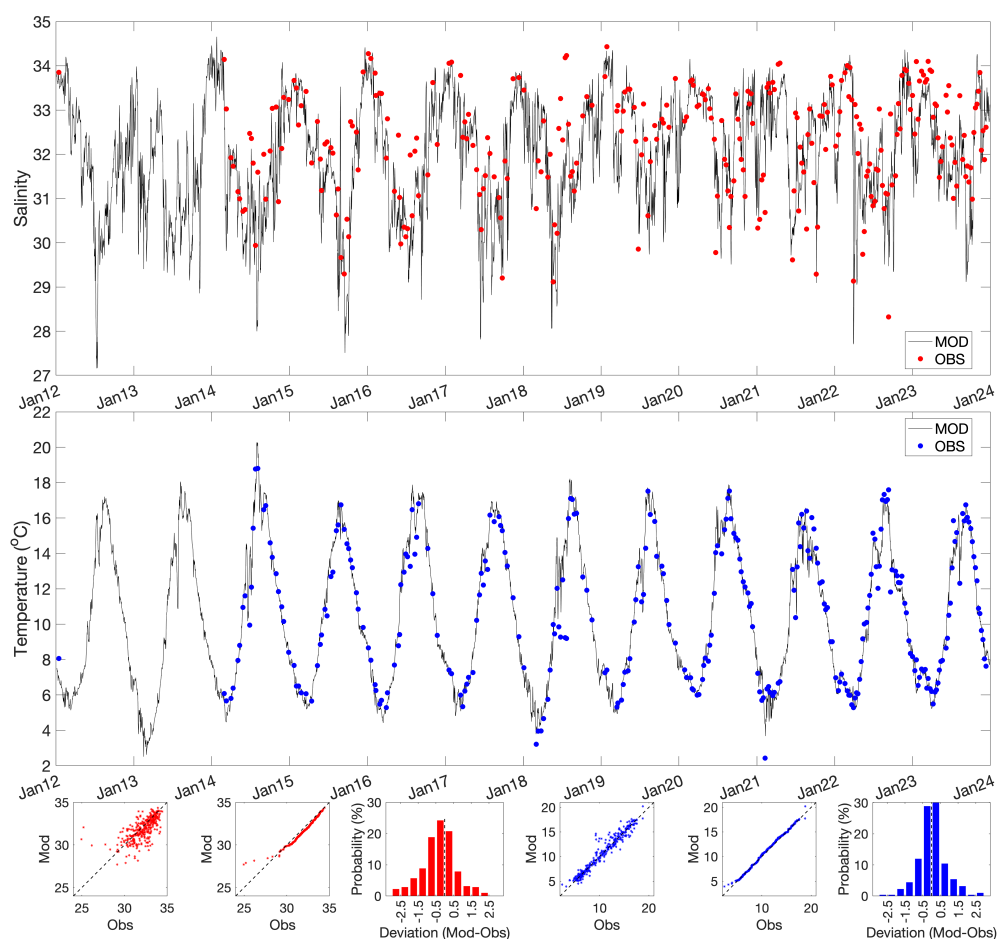 35
34
33
32
31
30
29
28
27
Salinity
MOD
OBS
Jan12 Jan13 Jan14 Jan15 Jan16 Jan17 Jan18 Jan19 Jan20 Jan21 Jan22 Jan23 Jan24
22
20
18
16
14
12
10
8
6
4
2
Temperature (°C)
MOD
OBS
Jan12 Jan13 Jan14 Jan15 Jan16 Jan17 Jan18 Jan19 Jan20 Jan21 Jan22 Jan23 Jan24
35
30
24
Mod
25 30 35
Obs
35
30
24
Mod
25 30 35
Obs
30
20
10
0
Probability (%)
-2.5 -1.5 -0.5 0.5 1.5 2.5
Deviation (Mod-Obs)
20
15
10
5
2
Mod
10 20
Obs
20
15
10
5
2
Mod
10 20
Obs
30
20
10
0
Probability (%)
-2.5 -1.5 -0.5 0.5 1.5 2.5
Deviation (Mod-Obs)